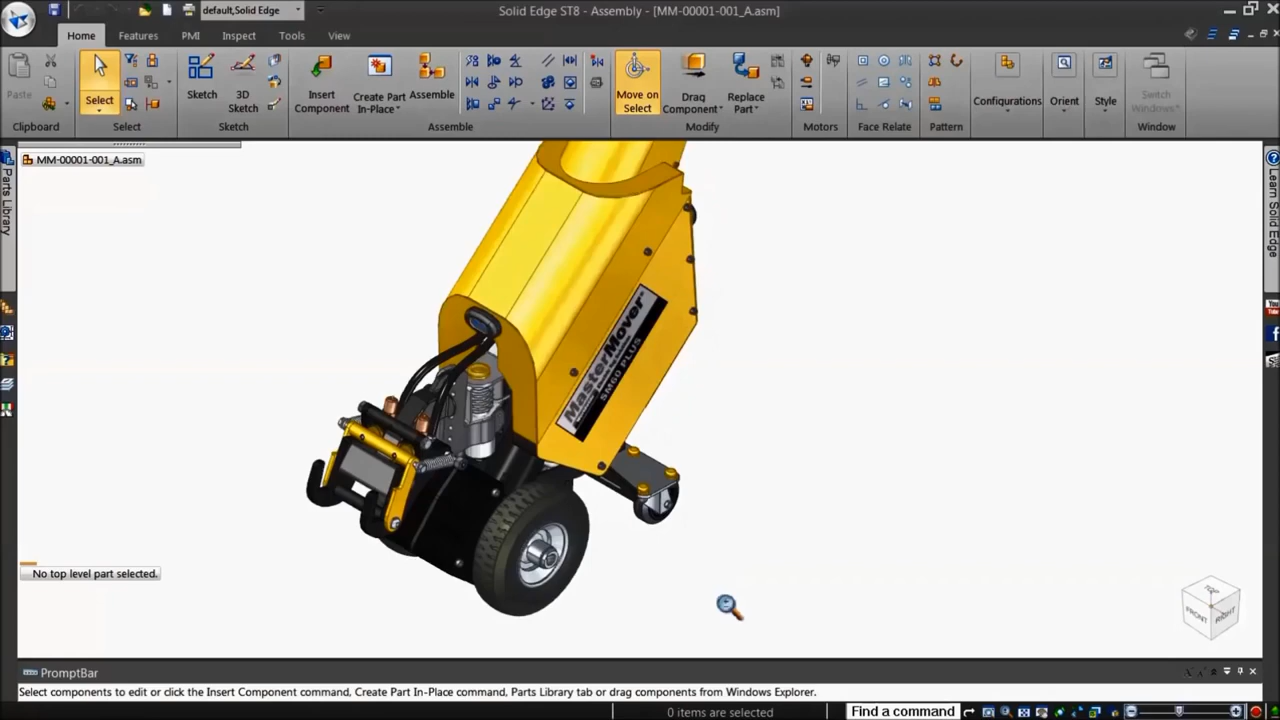 default,Solid Edge
Solid Edge ST8 - Assembly - [MM-00001-001_A.asm]
Home Features PMI Inspect Tools View
Paste
Select
Sketch
3D Sketch
Insert Component
Create Part In-Place
Assemble
Move on Select
Drag Component
Replace Part
Configurations
Orient
Style
Switch Windows
Clipboard Select Sketch Assemble Modify Motors Face Relate Pattern Window
MM-00001-001_A.asm
Parts Library
Learn Solid Edge
You
Tube
MasterMover
SM60 PLUS
No top level part selected.
TOP
FRONT
RIGHT
PromptBar
Select components to edit or click the Insert Component command, Create Part In-Place command, Parts Library tab or drag components from Windows Explorer.
0 items are selected
Find a command